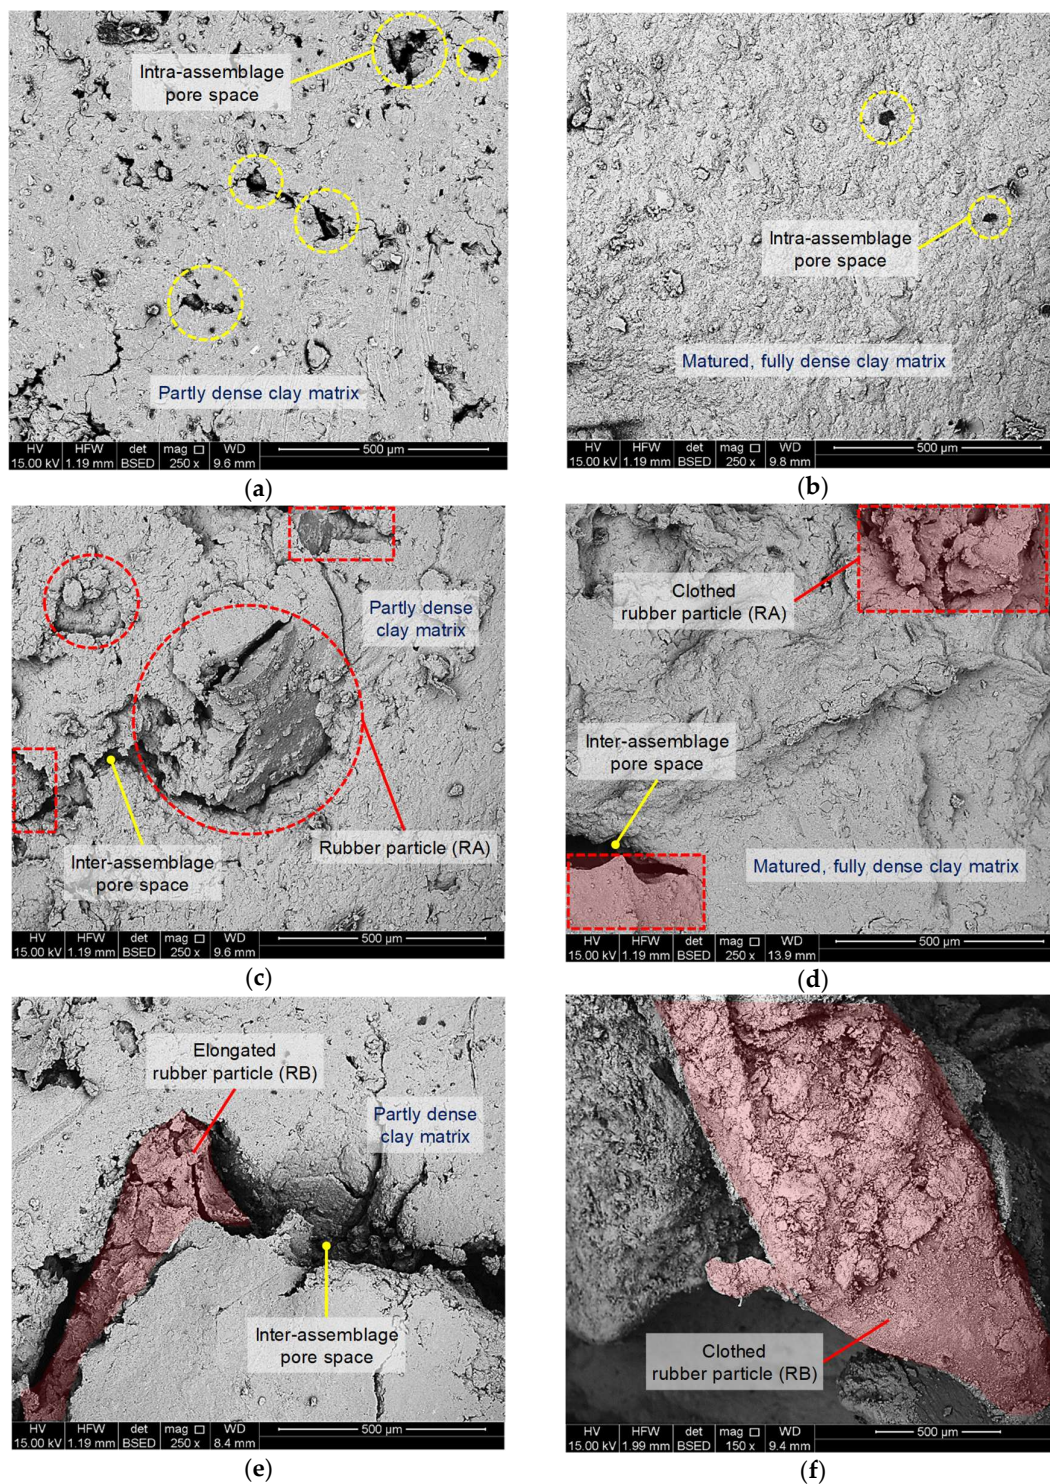 Intra-assemblage
pore space
Partly dense clay matrix
HV HFW det mag WD 500 µm
15.00 kV 1.19 mm BSED 250 x 9.6 mm
(a)
Intra-assemblage
pore space
Matured, fully dense clay matrix
HV HFW det mag WD 500 µm
15.00 kV 1.19 mm BSED 250 x 9.8 mm
(b)
Partly dense
clay matrix
Rubber particle (RA)
Inter-assemblage
pore space
HV HFW det mag WD 500 µm
15.00 kV 1.19 mm BSED 250 x 9.6 mm
(c)
Clothed
rubber particle (RA)
Inter-assemblage
pore space
Matured, fully dense clay matrix
HV HFW det mag WD 500 µm
15.00 kV 1.19 mm BSED 250 x 13.9 mm
(d)
Elongated
rubber particle (RB)
Partly dense
clay matrix
Inter-assemblage
pore space
HV HFW det mag WD 500 µm
15.00 kV 1.19 mm BSED 250 x 8.4 mm
(e)
Clothed
rubber particle (RB)
HV HFW det mag WD 500 µm
15.00 kV 1.99 mm BSED 150 x 9.4 mm
(f)